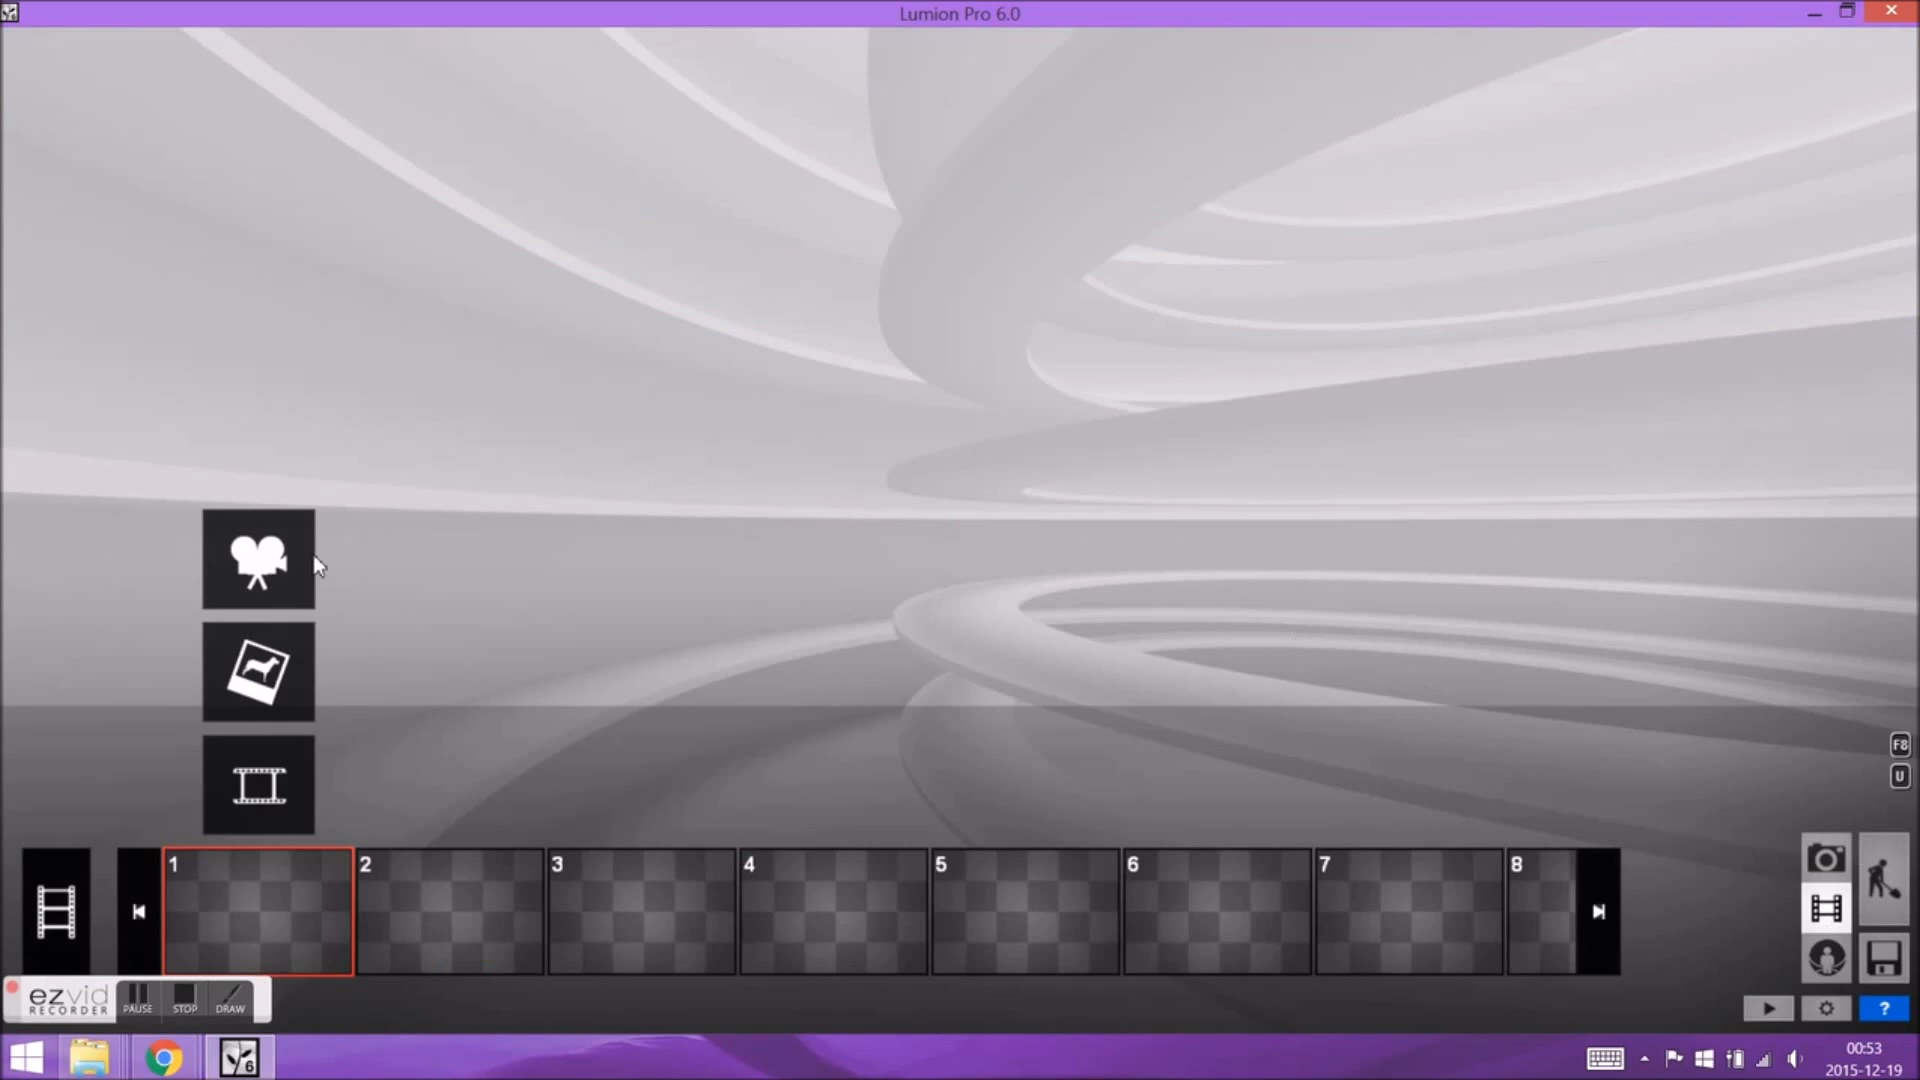 Lumion Pro 6.0
F8
U
1 2 3 4 5 6 7 8
ezvid
RECORDER
PAUSE STOP DRAW
?
6
00:53
2015-12-19